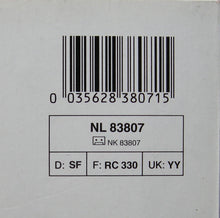 0 035628 380715
NL 83807
NK 83807
D: SF F: RC 330 UK: YY